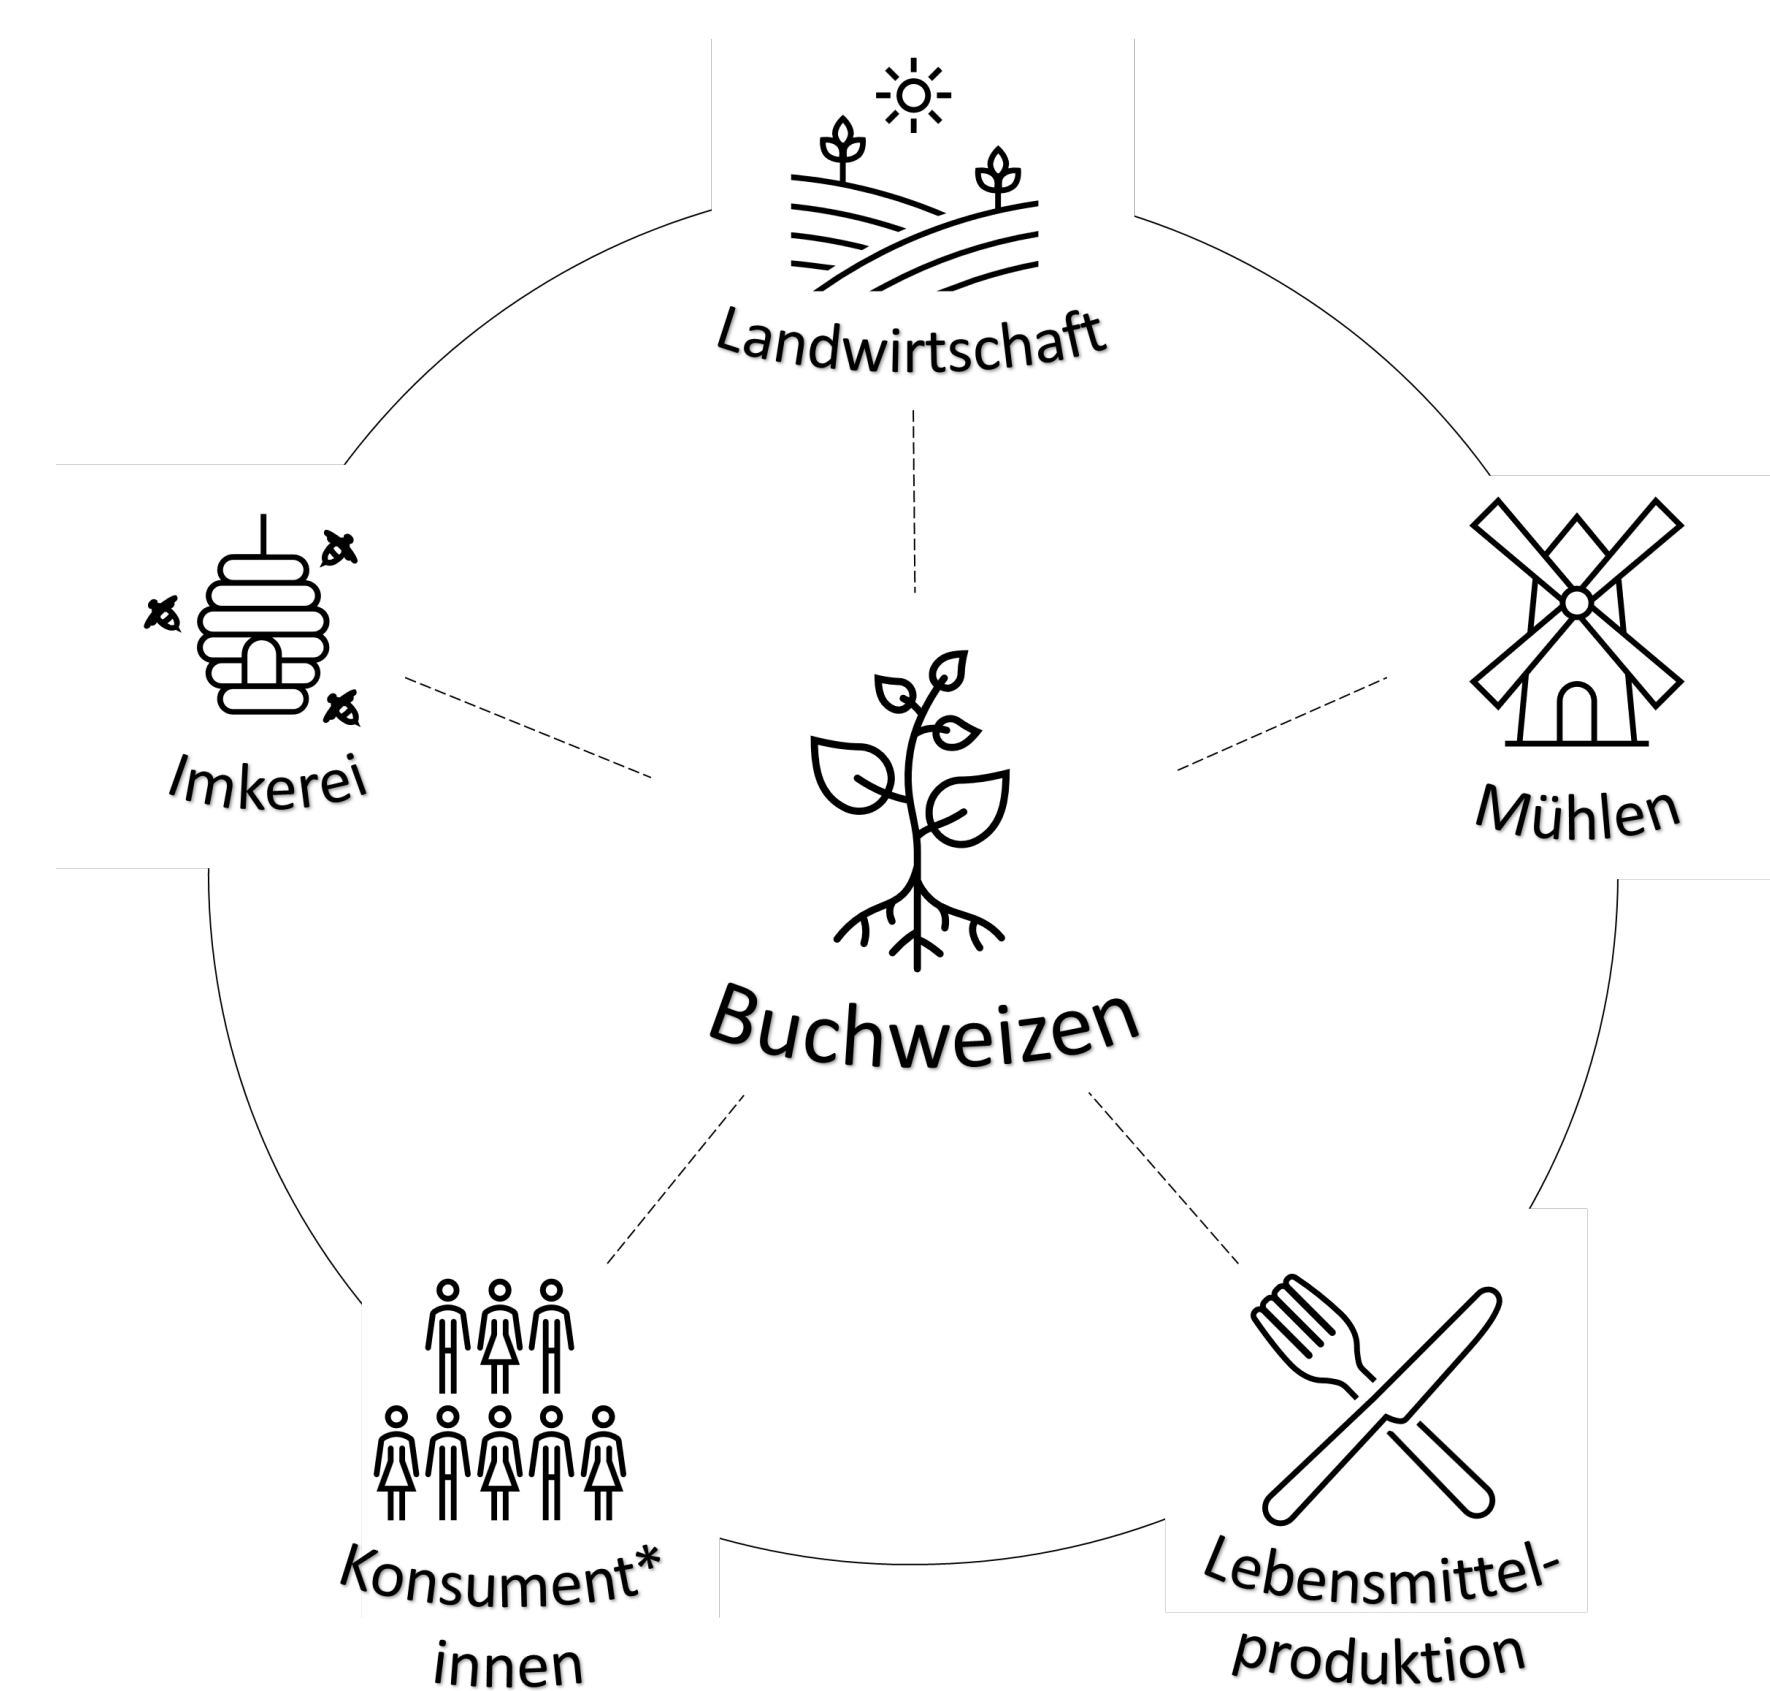 Landwirtschaft
Imkerei
Mühlen
Buchweizen
Konsument*
innen
Lebensmittel-
produktion